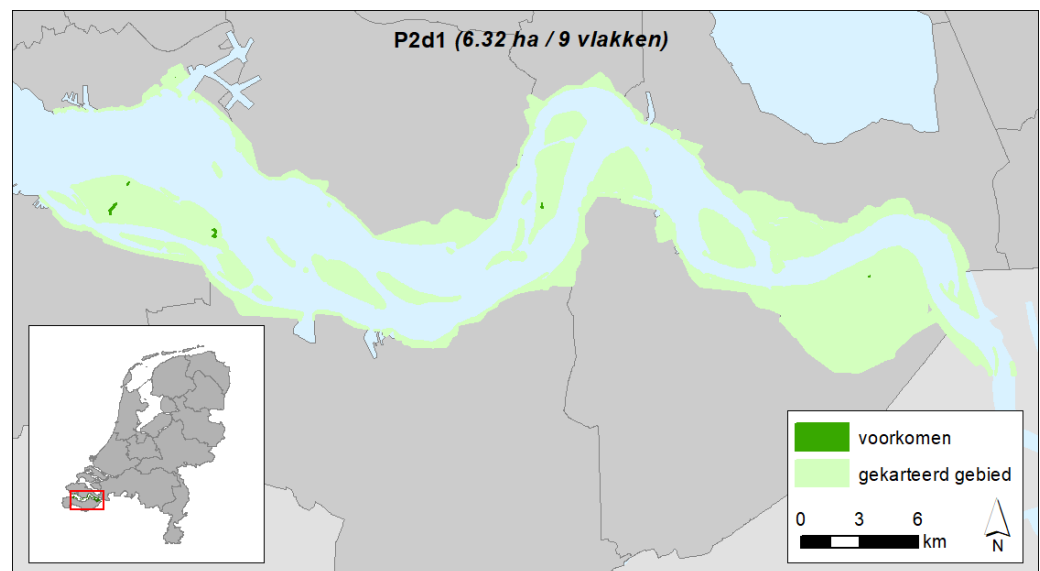 P2d1 (6.32 ha / 9 vlakken)
voorkomen
gekarteerd gebied
0 3 6
km
N